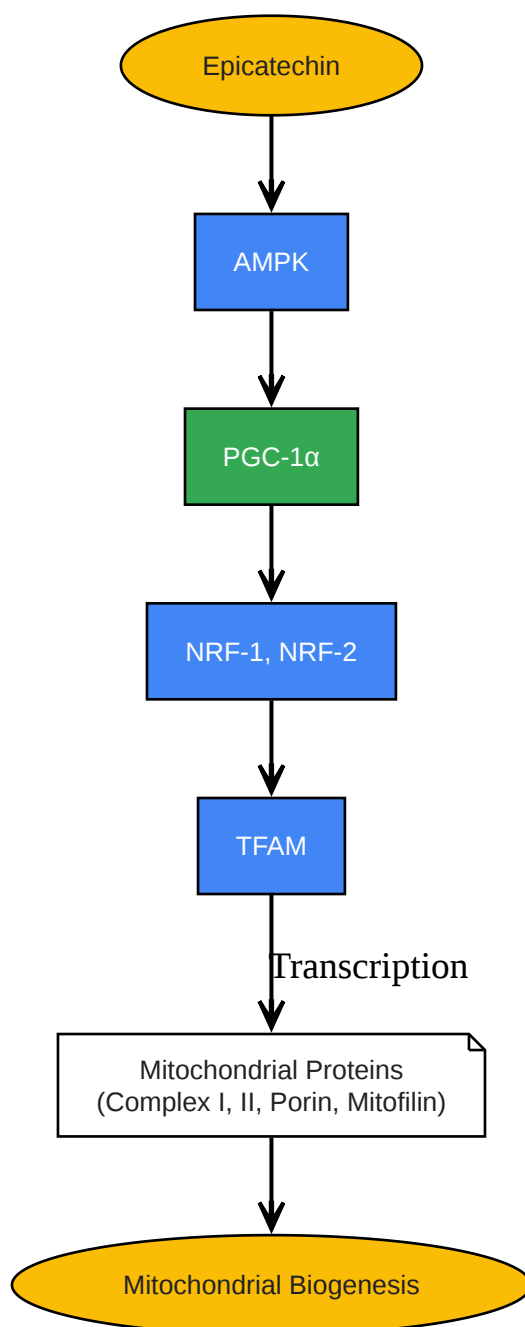 Epicatechin
AMPK
PGC-1α
NRF-1, NRF-2
TFAM
Transcription
Mitochondrial Proteins
(Complex I, II, Porin, Mitofilin)
Mitochondrial Biogenesis